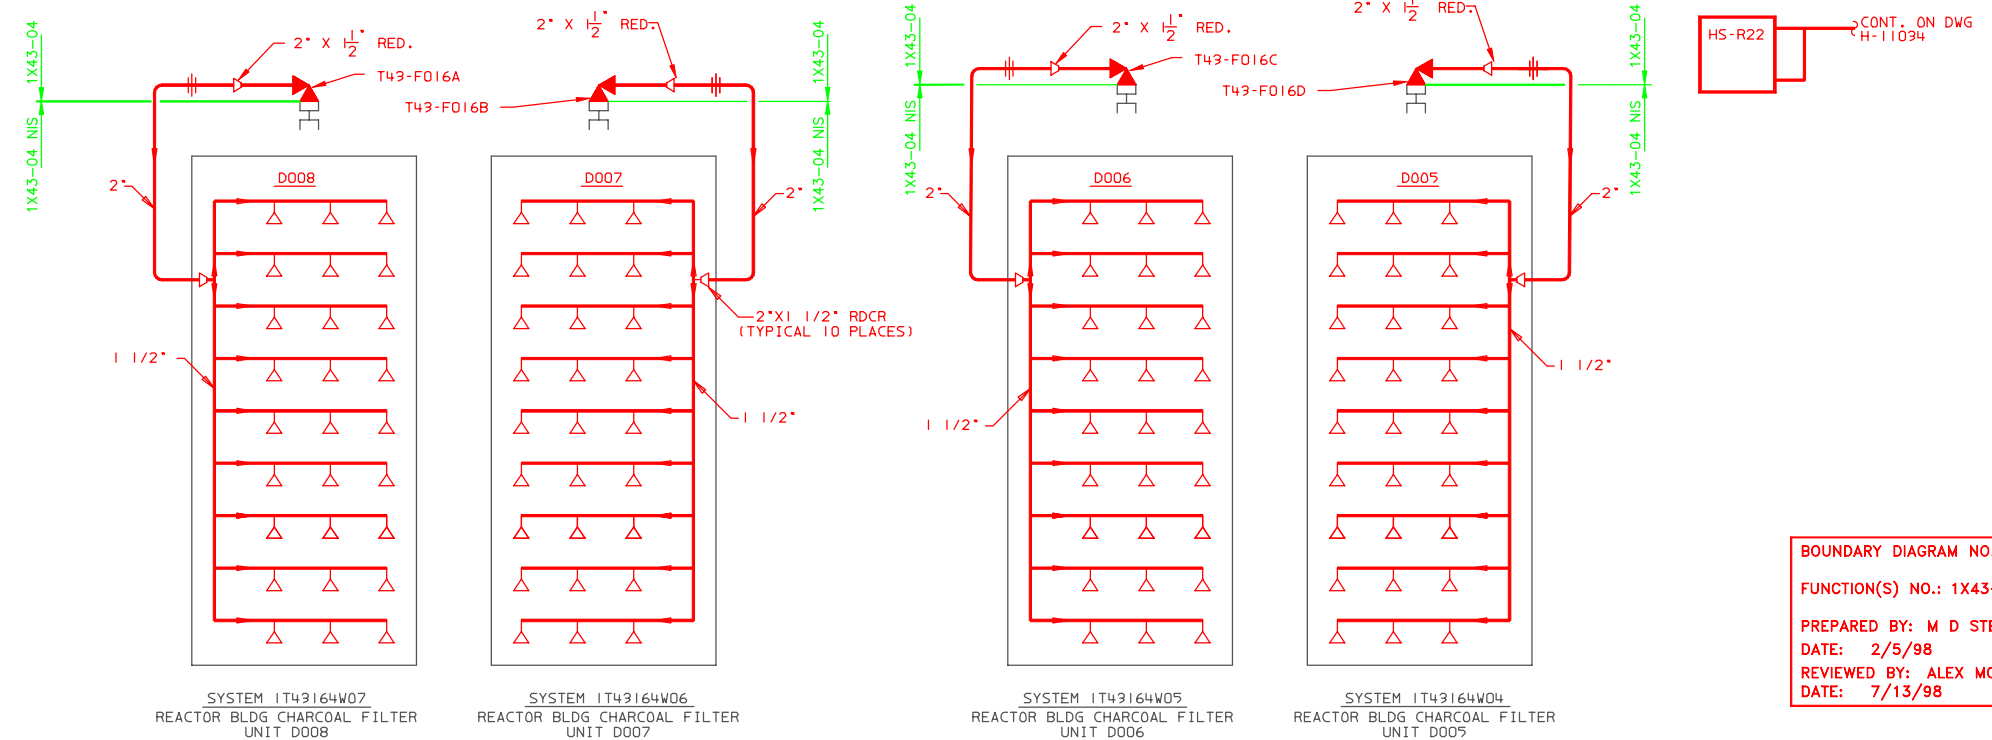 1X43-04
1X43-04 NIS
2" X 1 1/2" RED.
T43-F016A
2"
D008
1 1/2"
SYSTEM 1T43164W07
REACTOR BLDG CHARCOAL FILTER
UNIT D008
2" X 1 1/2" RED.
T43-F016B
1X43-04
1X43-04 NIS
D007
2"
2"X1 1/2" RDCR
(TYPICAL 10 PLACES)
1 1/2"
SYSTEM 1T43164W06
REACTOR BLDG CHARCOAL FILTER
UNIT D007
1X43-04
1X43-04 NIS
2" X 1 1/2" RED.
T43-F016C
2"
D006
1 1/2"
SYSTEM 1T43164W05
REACTOR BLDG CHARCOAL FILTER
UNIT D006
2" X 1 1/2 RED.
T43-F016D
1X43-04
1X43-04 NIS
D005
2"
1 1/2"
SYSTEM 1T43164W04
REACTOR BLDG CHARCOAL FILTER
UNIT D005
HS-R22
CONT. ON DWG
H-11034
BOUNDARY DIAGRAM NO.
FUNCTION(S) NO.: 1X43-
PREPARED BY: M D STE
DATE: 2/5/98
REVIEWED BY: ALEX MO
DATE: 7/13/98